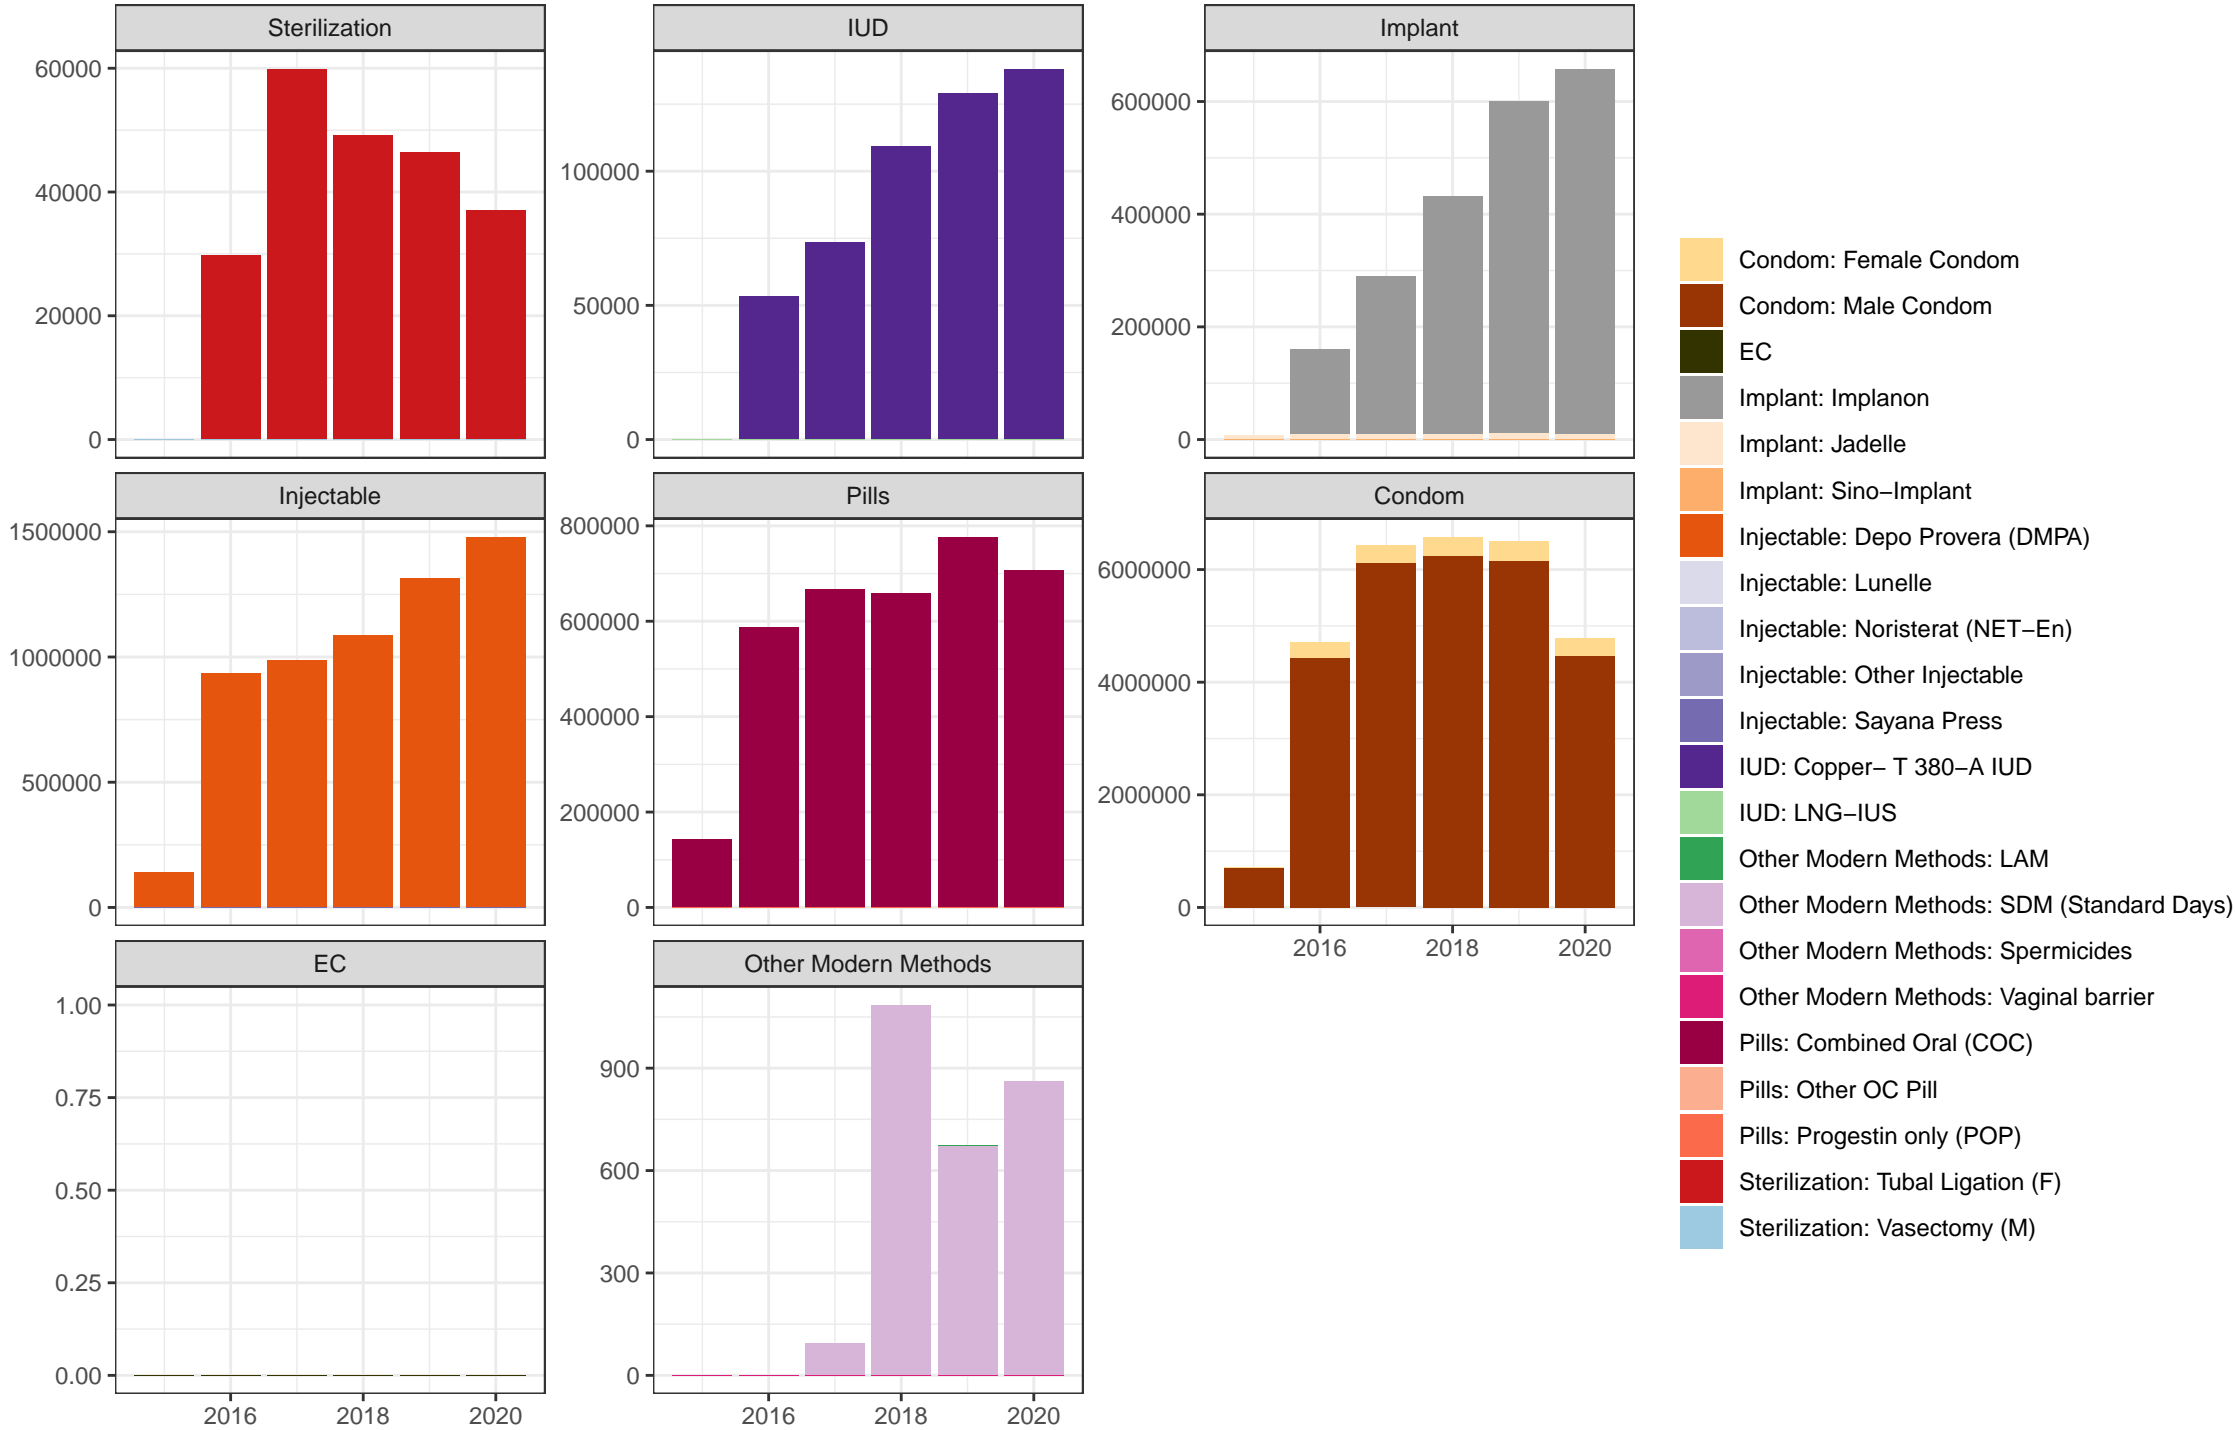 Sterilization
IUD
Implant
60000
40000
20000
0
100000
50000
0
600000
400000
200000
0
Injectable
Pills
Condom
1500000
1000000
500000
0
800000
600000
400000
200000
0
6000000
4000000
2000000
0
2016 2018 2020
EC
Other Modern Methods
1.00
0.75
0.50
0.25
0.00
900
600
300
0
2016 2018 2020
2016 2018 2020
Condom: Female Condom
Condom: Male Condom
EC
Implant: Implanon
Implant: Jadelle
Implant: Sino−Implant
Injectable: Depo Provera (DMPA)
Injectable: Lunelle
Injectable: Noristerat (NET−En)
Injectable: Other Injectable
Injectable: Sayana Press
IUD: Copper− T 380−A IUD
IUD: LNG−IUS
Other Modern Methods: LAM
Other Modern Methods: SDM (Standard Days)
Other Modern Methods: Spermicides
Other Modern Methods: Vaginal barrier
Pills: Combined Oral (COC)
Pills: Other OC Pill
Pills: Progestin only (POP)
Sterilization: Tubal Ligation (F)
Sterilization: Vasectomy (M)